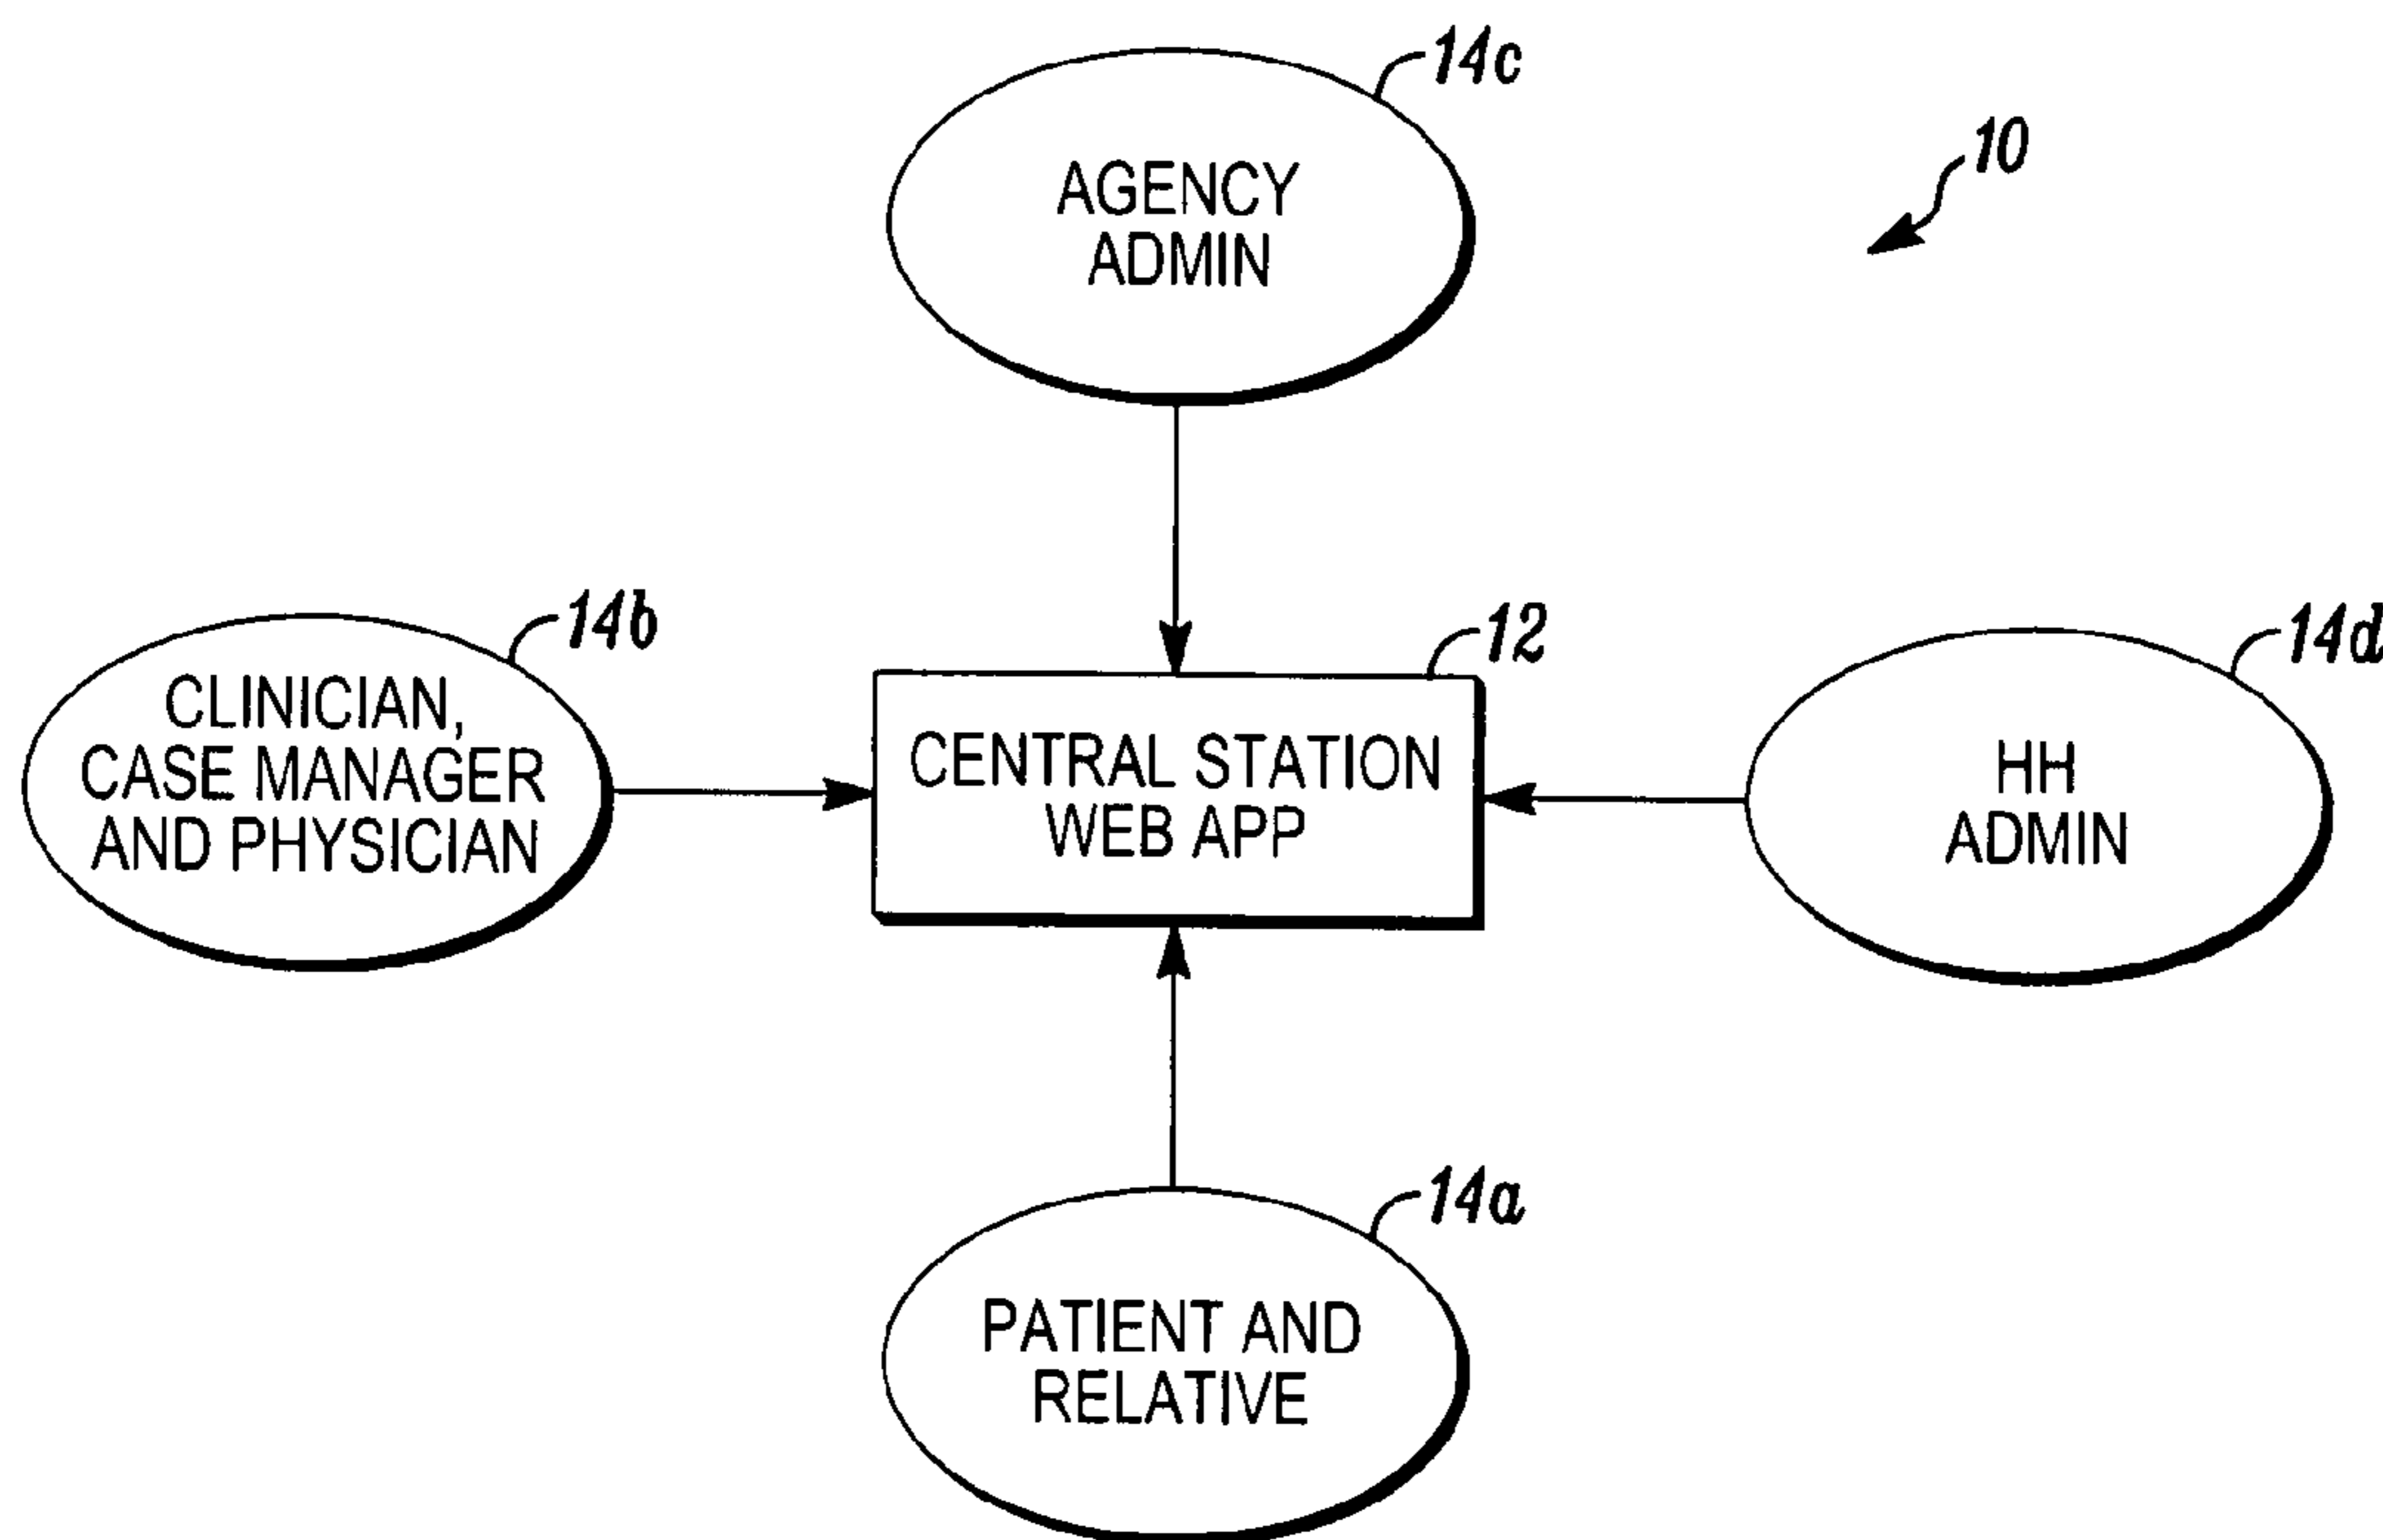 14c
AGENCY
ADMIN
10
14b
CLINICIAN,
CASE MANAGER
AND PHYSICIAN
12
CENTRAL STATION
WEB APP
14d
HH
ADMIN
14a
PATIENT AND
RELATIVE